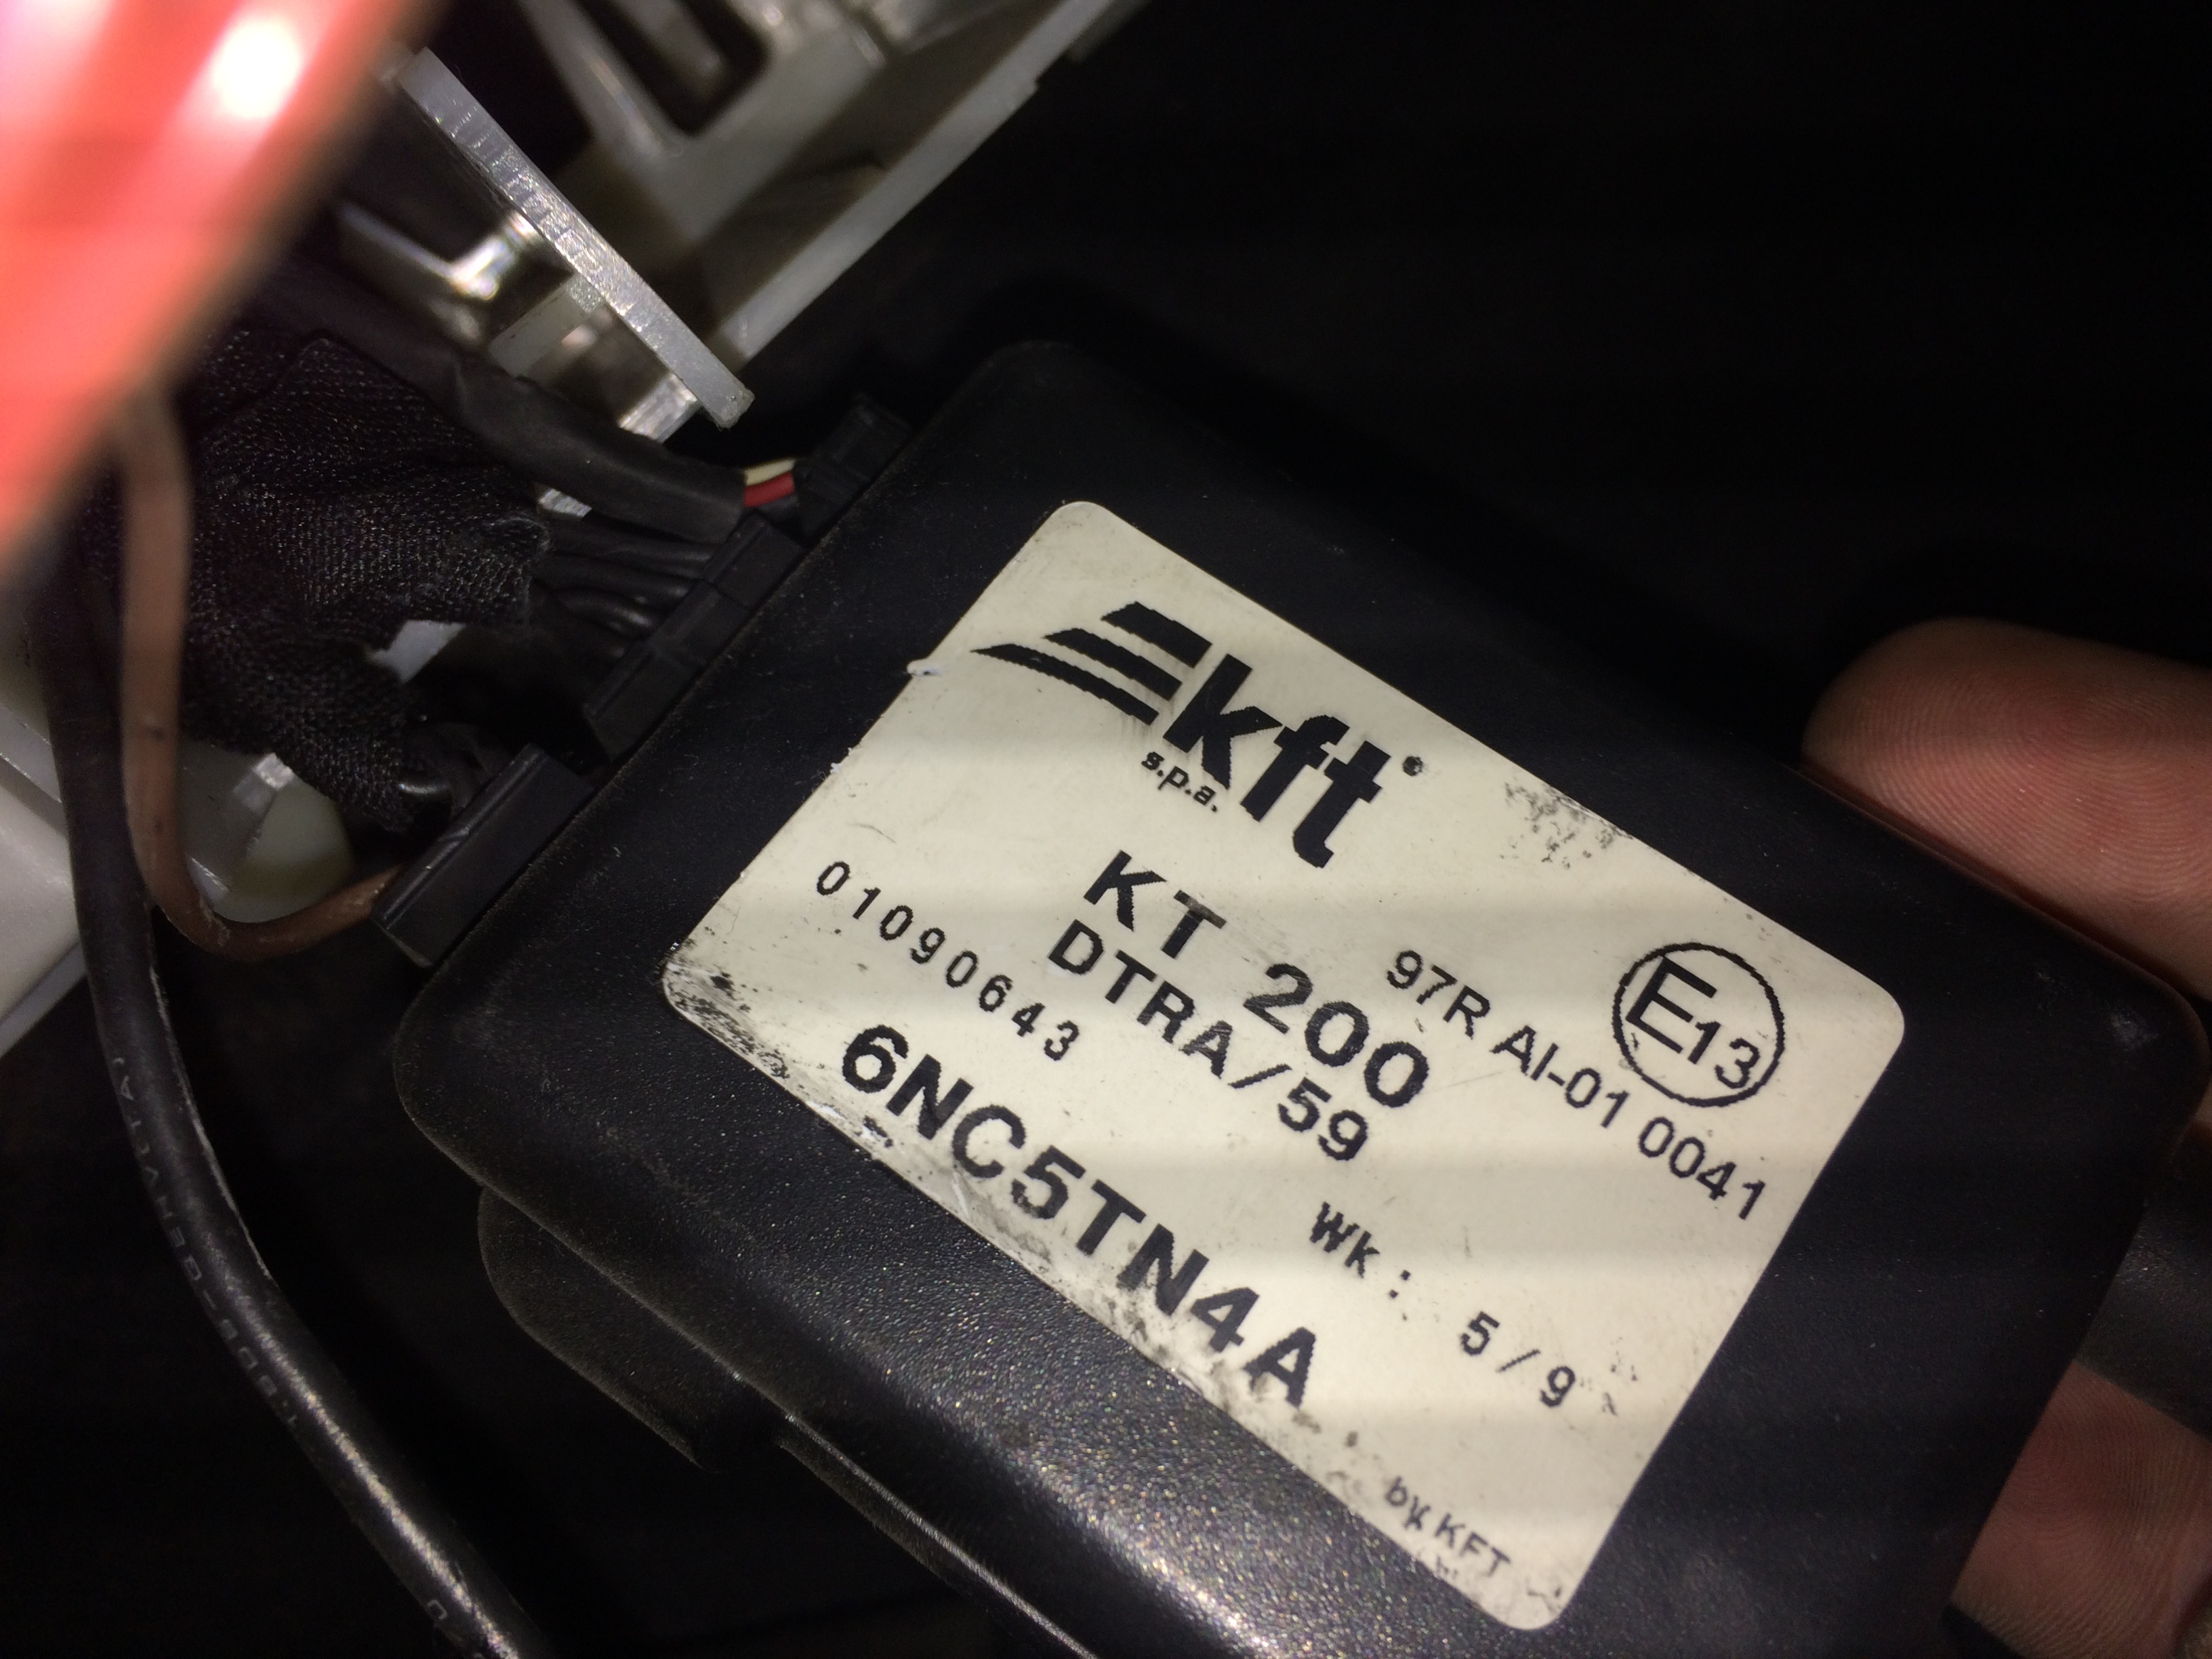 kft
s.p.a.
KT 200
DTRA/59
01090643
97R AI-01 0041
E13
6NC5TN4A
Wk: 5/9
by KFT